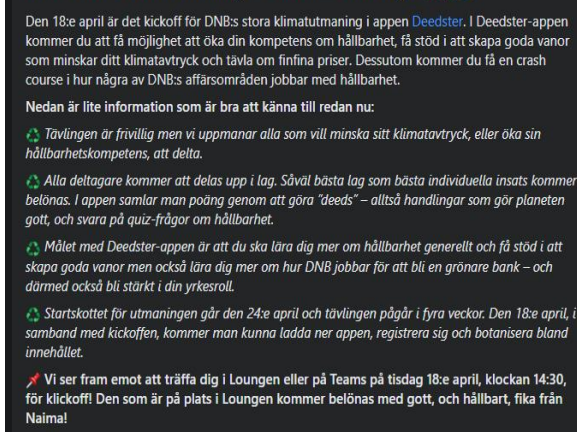 Den 18:e april är det kickoff för DNB:s stora klimatutmaning i appen Deedster. I Deedster-appen
kommer du att få möjlighet att öka din kompetens om hållbarhet, få stöd i att skapa goda vanor
som minskar ditt klimatavtryck och tävla om finfina priser. Dessutom kommer du få en crash
course i hur några av DNB:s affärsområden jobbar med hållbarhet.
Nedan är lite information som är bra att känna till redan nu:
♻️ Tävlingen är frivillig men vi uppmanar alla som vill minska sitt klimatavtryck, eller öka sin
hållbarhetskompetens, att delta.
♻️ Alla deltagare kommer att delas upp i lag. Såväl bästa lag som bästa individuella insats kommer
belönas. I appen samlar man poäng genom att göra ”deeds” – alltså handlingar som gör planeten
gott, och svara på quiz-frågor om hållbarhet.
♻️ Målet med Deedster-appen är att du ska lära dig mer om hållbarhet generellt och få stöd i att
skapa goda vanor men också lära dig mer om hur DNB jobbar för att bli en grönare bank – och
därmed också bli stärkt i din yrkesroll.
♻️ Startskottet för utmaningen går den 24:e april och tävlingen pågår i fyra veckor. Den 18:e april, i
samband med kickoffen, kommer man kunna ladda ner appen, registrera sig och botanisera bland
innehållet.
📌 Vi ser fram emot att träffa dig i Loungen eller på Teams på tisdag 18:e april, klockan 14:30,
för klickoff! Den som är på plats i Loungen kommer belönas med gott, och hållbart, fika från
Naima!